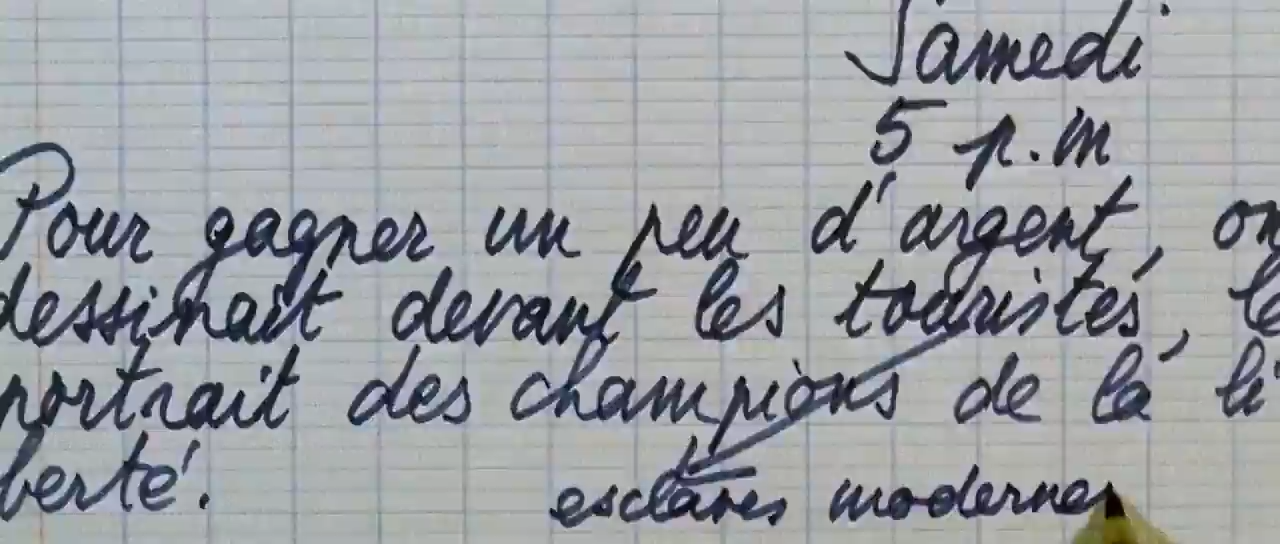 Samedi
5 p.m
Pour gagner un peu d'argent, on
dessinait devant les touristes, le
portrait des champions de la li
berté.
esclaves modernes